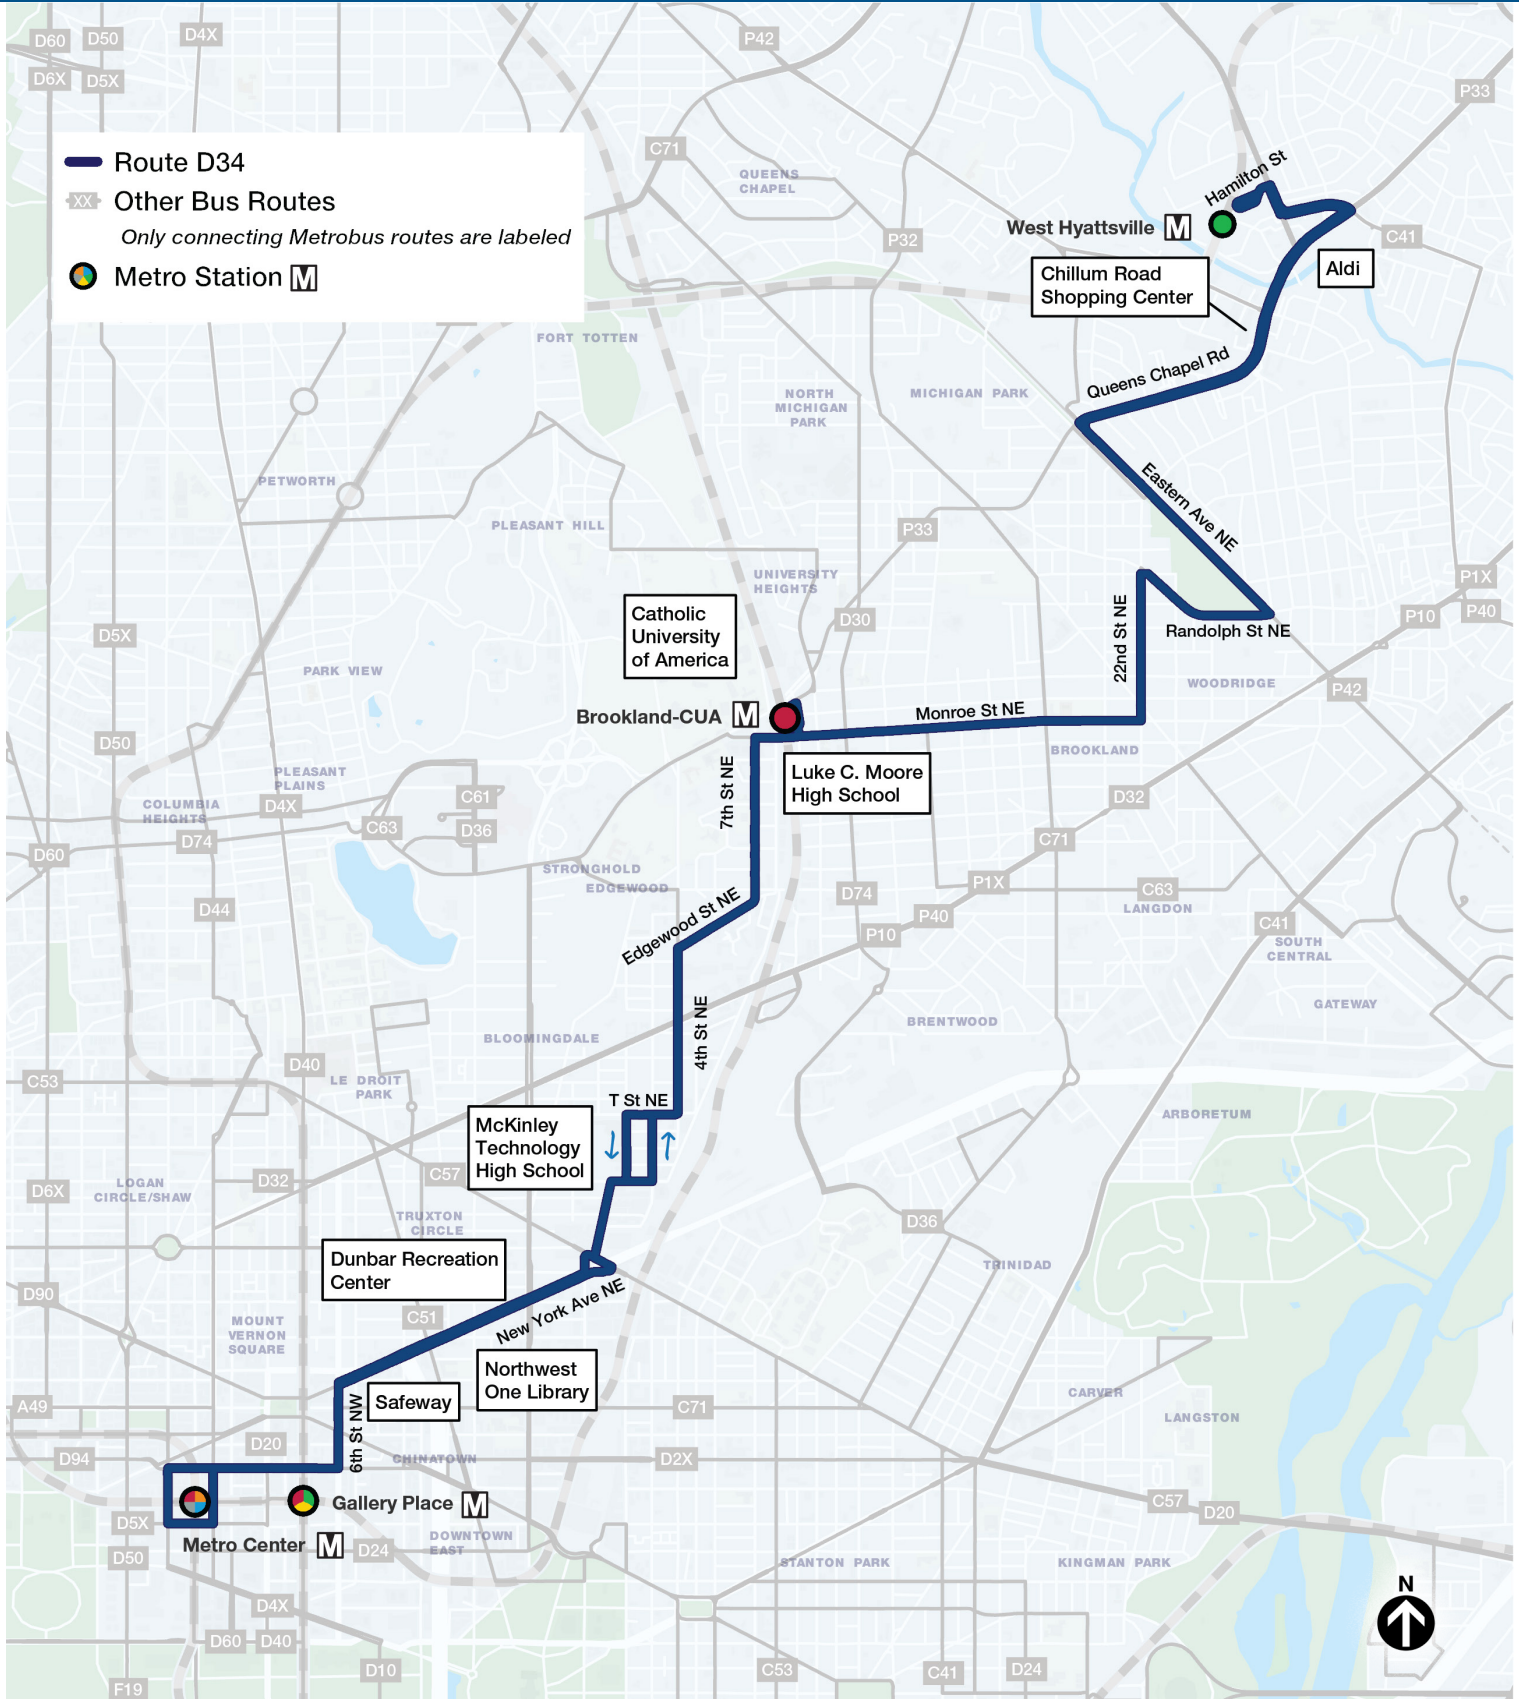 D60
D50
D4X
P42
D6X
D5X
P33
Route D34
XX
Other Bus Routes
Only connecting Metrobus routes are labeled
Metro Station M
C71
QUEENS
CHAPEL
P32
Hamilton St
West Hyattsville M
C41
Chillum Road
Shopping Center
Aldi
FORT TOTTEN
Queens Chapel Rd
NORTH
MICHIGAN
PARK
MICHIGAN PARK
PETWORTH
PLEASANT HILL
P33
Eastern Ave NE
UNIVERSITY
HEIGHTS
P1X
P10
P40
Catholic
University
of America
D30
22nd St NE
Randolph St NE
D5X
PARK VIEW
WOODRIDGE
P42
Brookland-CUA M
Monroe St NE
D50
BROOKLAND
PLEASANT
PLAINS
Luke C. Moore
High School
7th St NE
COLUMBIA
HEIGHTS
D4X
C61
D32
C63
D36
D74
C71
D60
STRONGHOLD
EDGEWOOD
D74
P1X
C63
LANGDON
D44
Edgewood St NE
P40
P10
C41
SOUTH
CENTRAL
GATEWAY
4th St NE
BRENTWOOD
BLOOMINGDALE
D40
C53
LE DROIT
PARK
T St NE
ARBORETUM
McKinley
Technology
High School
C57
D32
LOGAN
CIRCLE/SHAW
D6X
TRUXTON
CIRCLE
D36
Dunbar Recreation
Center
TRINIDAD
D90
New York Ave NE
C51
MOUNT
VERNON
SQUARE
Northwest
One Library
Safeway
CARVER
LANGSTON
A49
C71
6th St NW
D20
D94
CHINATOWN
D2X
Gallery Place M
C57
D20
D5X
Metro Center M
D24
DOWNTOWN
EAST
D50
STANTON PARK
KINGMAN PARK
N
D4X
D60
D40
D10
C53
C41
D24
F19